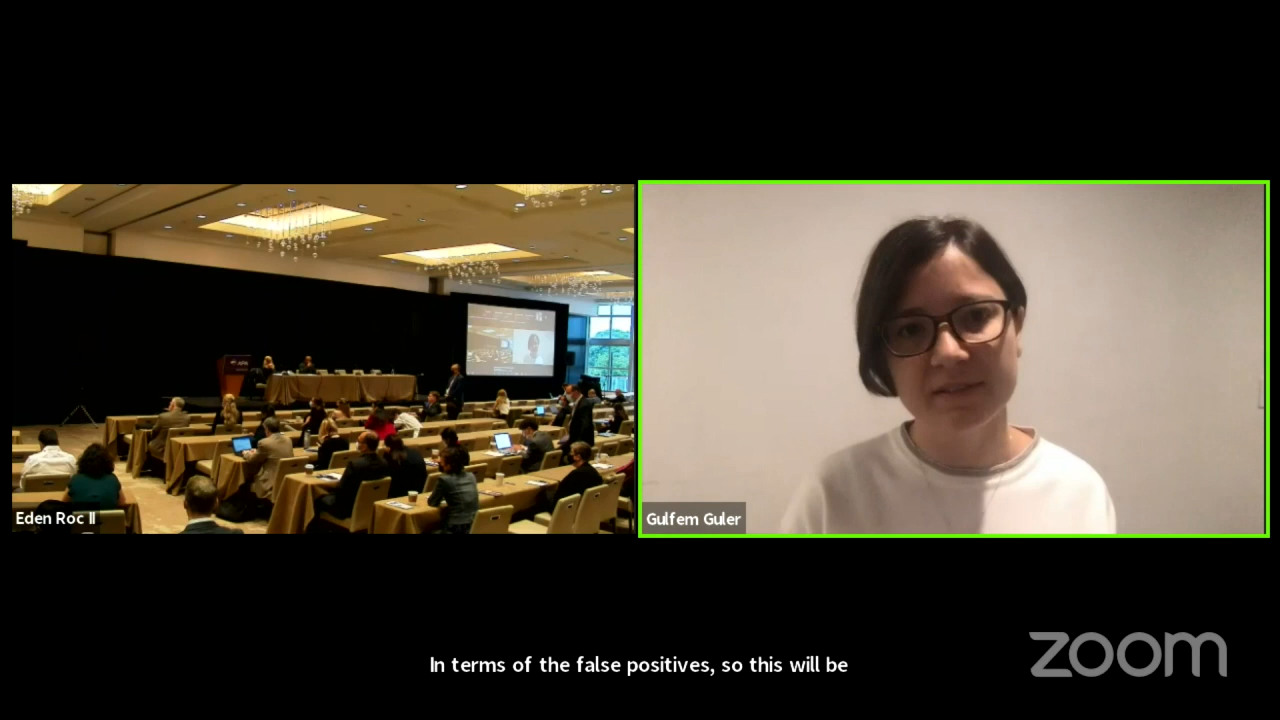 Eden Roc II
Gulfem Guler
In terms of the false positives, so this will be
zoom